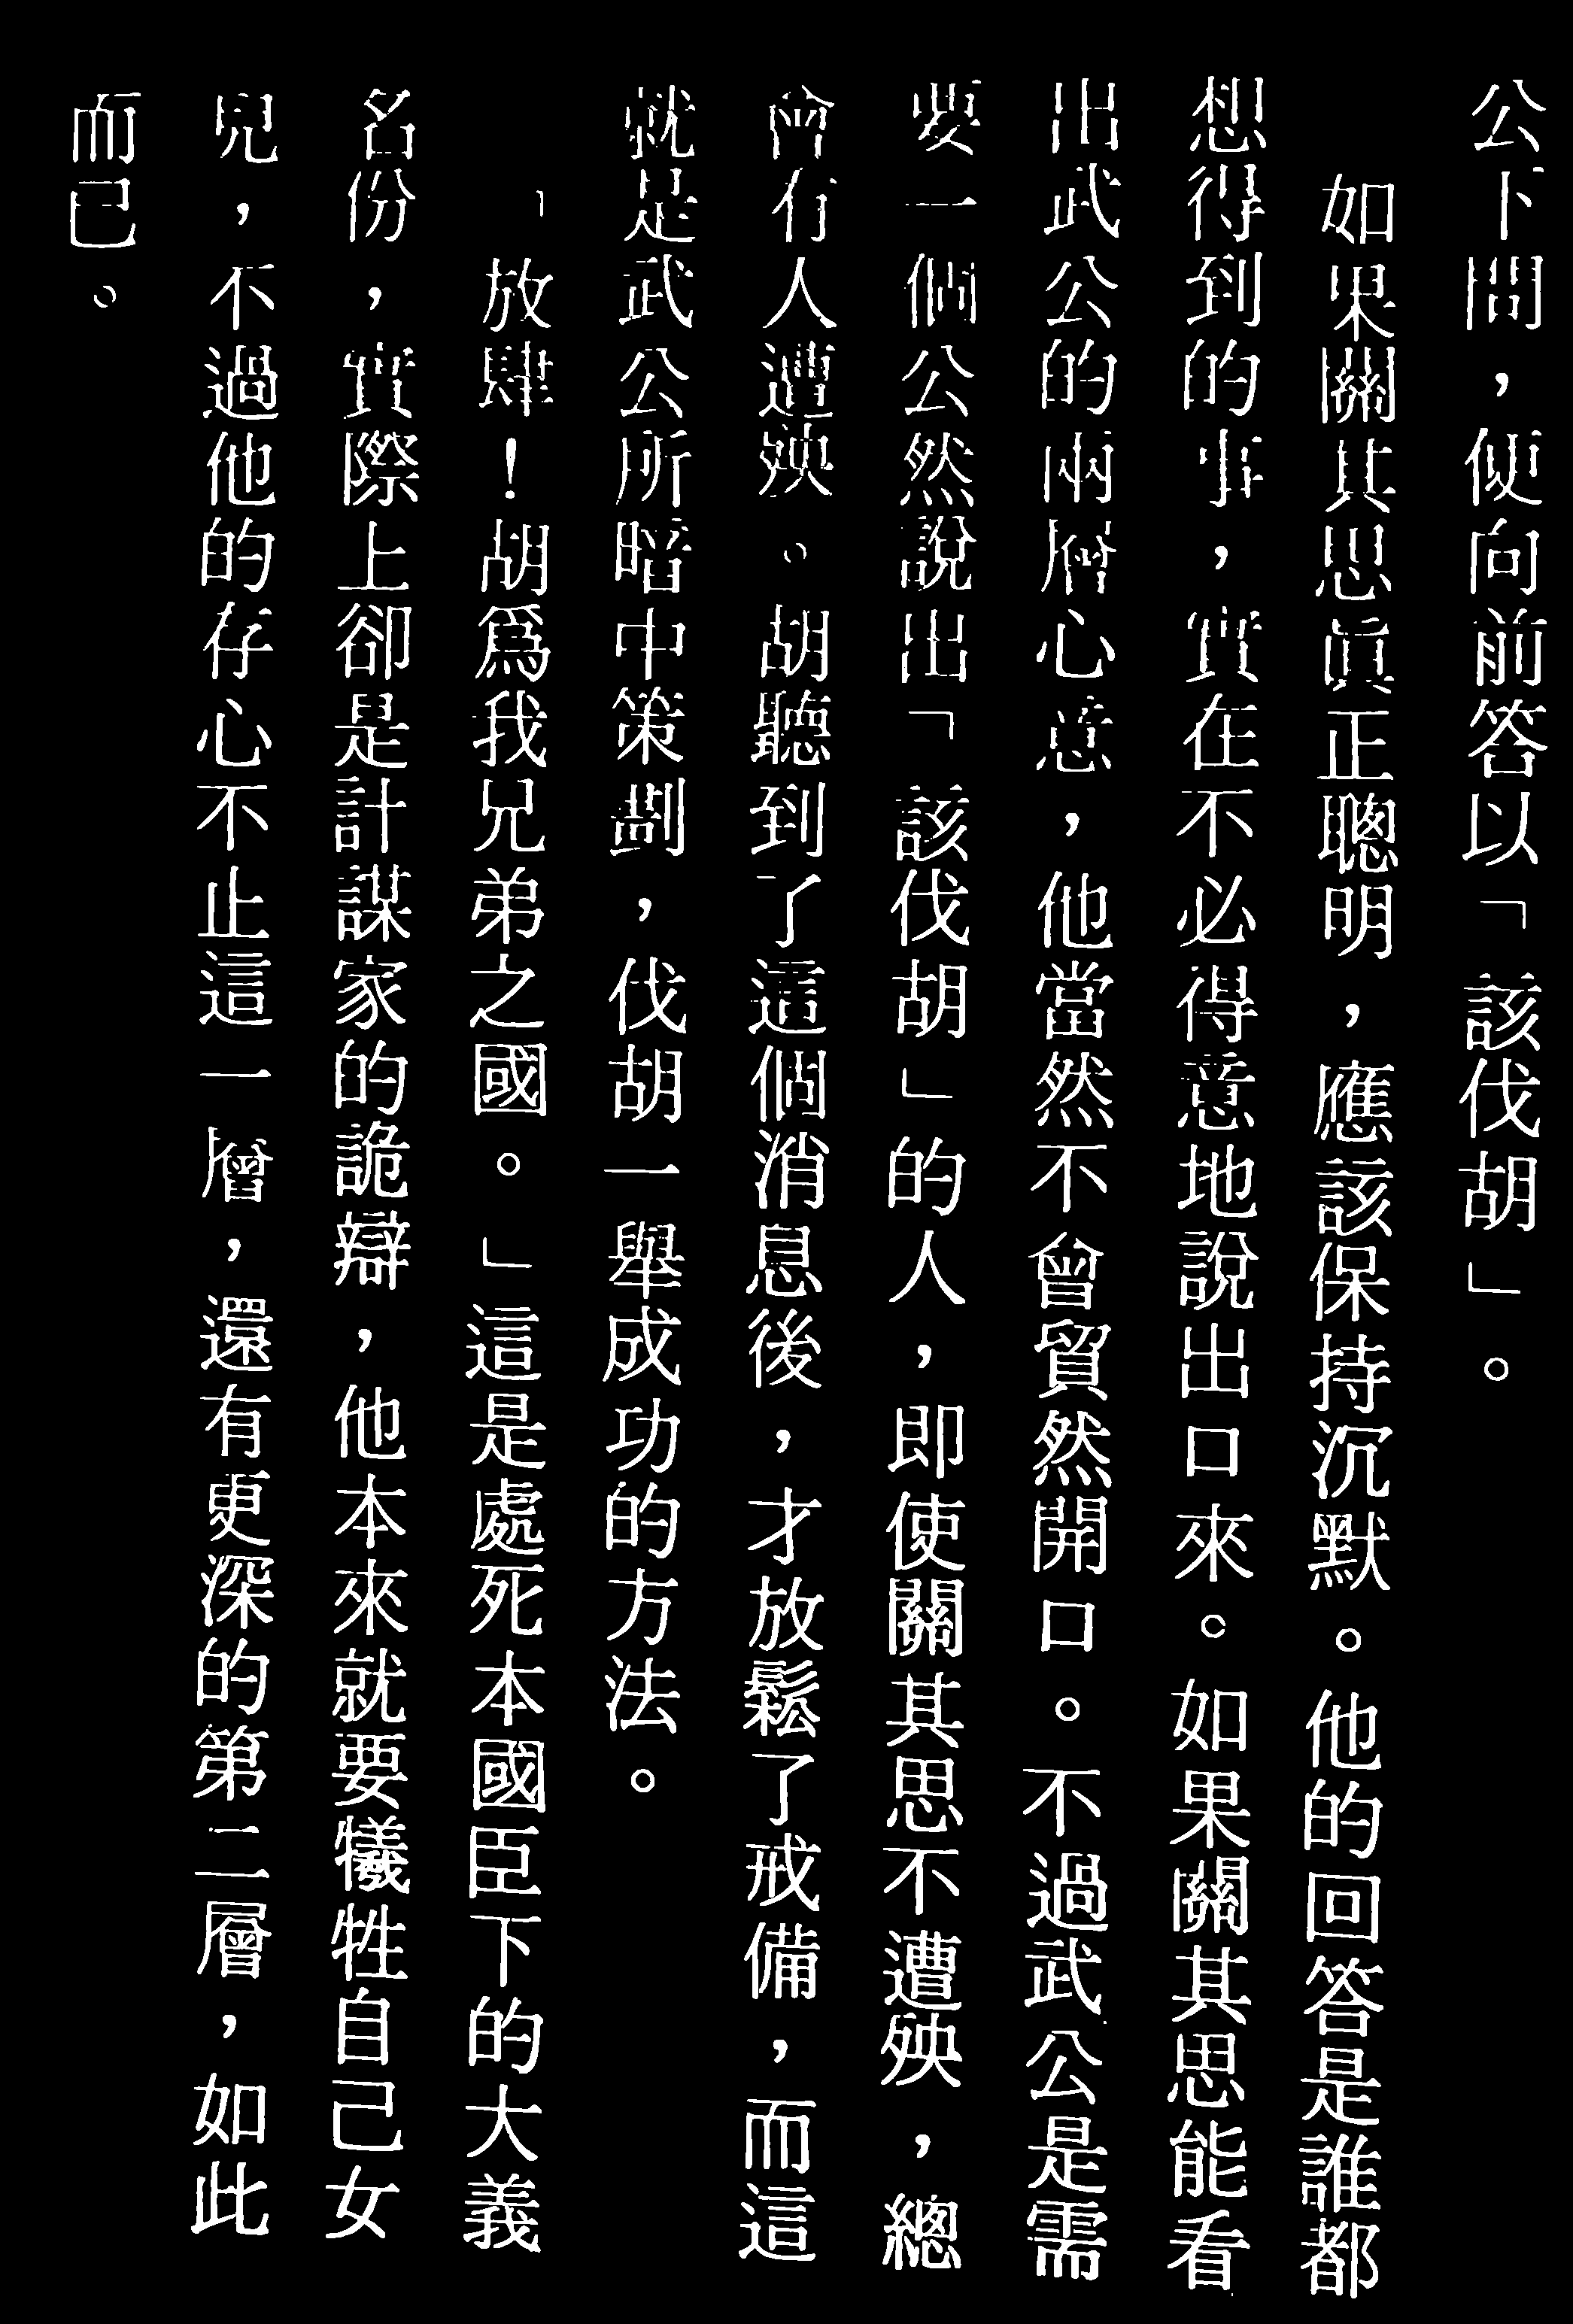 公下問，便向前答以「該伐胡」。
如果關其思眞正聰明，應該保持沉默。他的回答是誰都
想得到的事，實在不必得意地說出口來。如果關其思能看
出武公的兩層心意，他當然不曾貿然開口。不過武公是需
要一個公然說出「該伐胡」的人，即使關其思不遭殃，總
會有人遭殃。胡聽到了這個消息後，才放鬆了戒備，而這
就是武公所暗中策劃，伐胡一舉成功的方法。
「放肆！胡爲我兄弟之國。」這是處死本國臣下的大義
名份，實際上卻是計謀家的詭辯，他本來就要犧牲自己女
兒，不過他的存心不止這一層，還有更深的第二層，如此
而已。